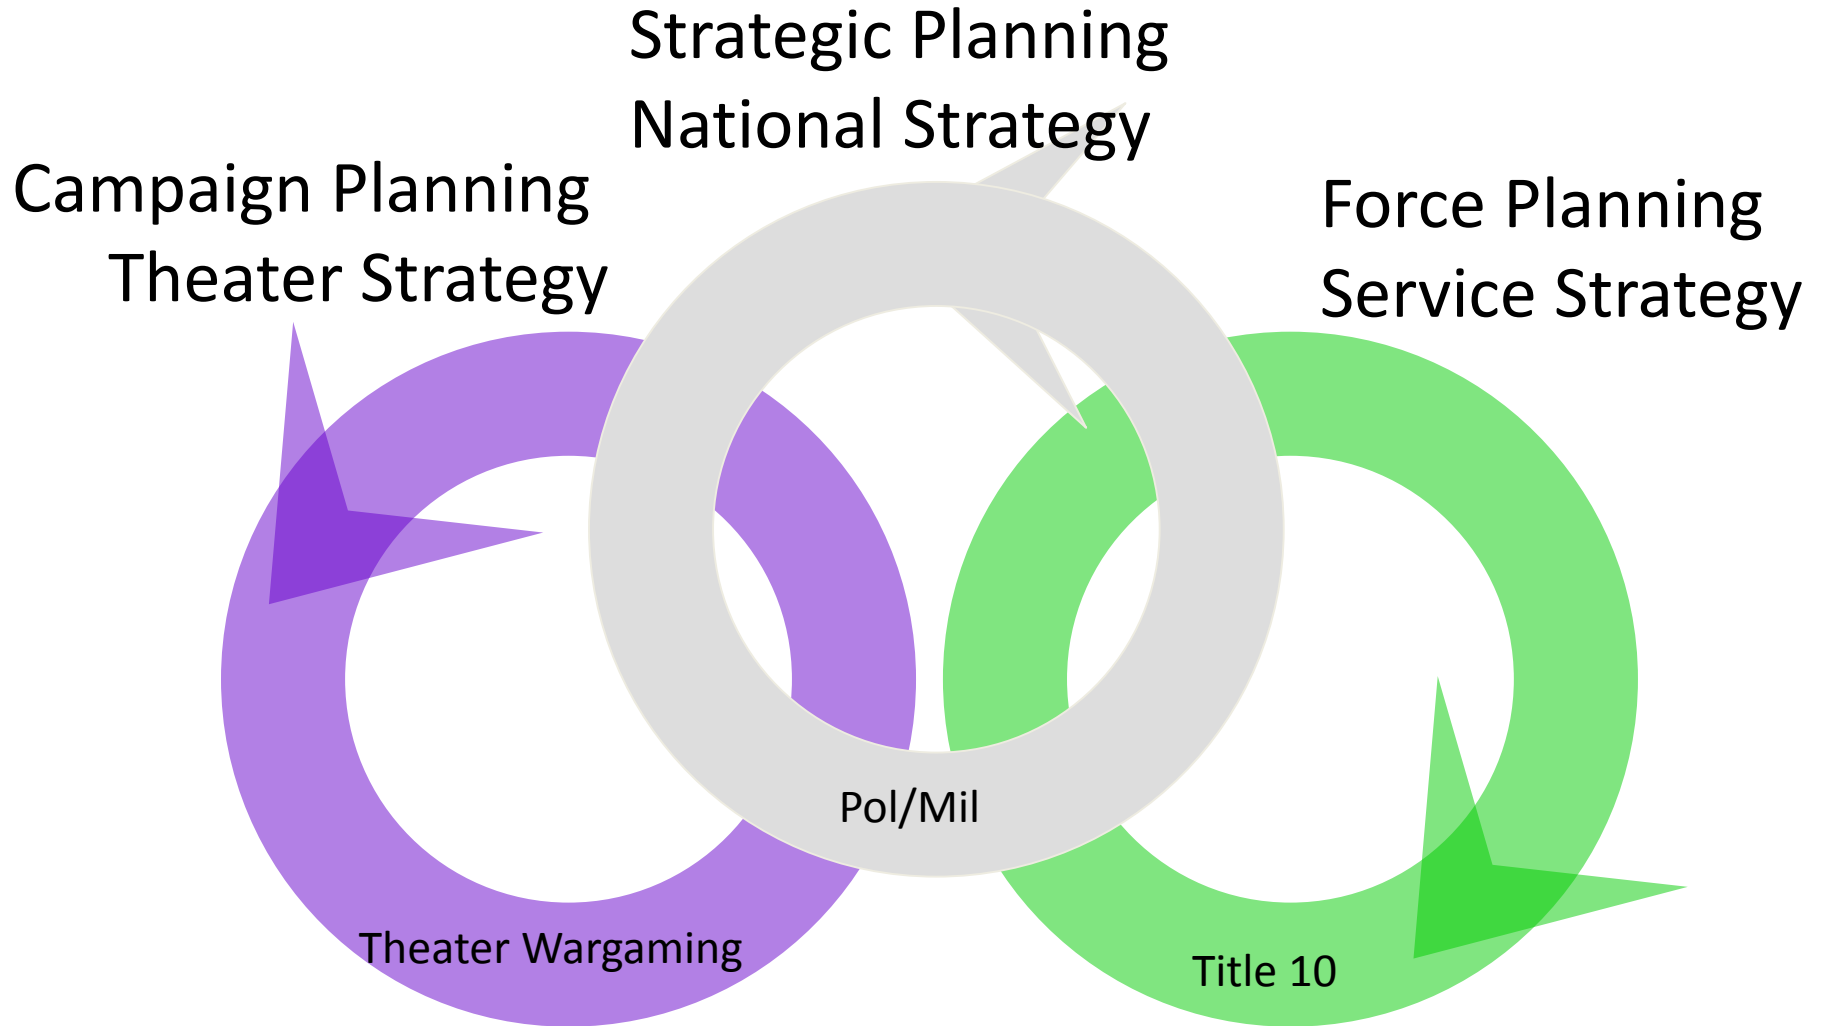 Strategic Planning
National Strategy
Campaign Planning
Theater Strategy
Force Planning
Service Strategy
Pol/Mil
Theater Wargaming
Title 10